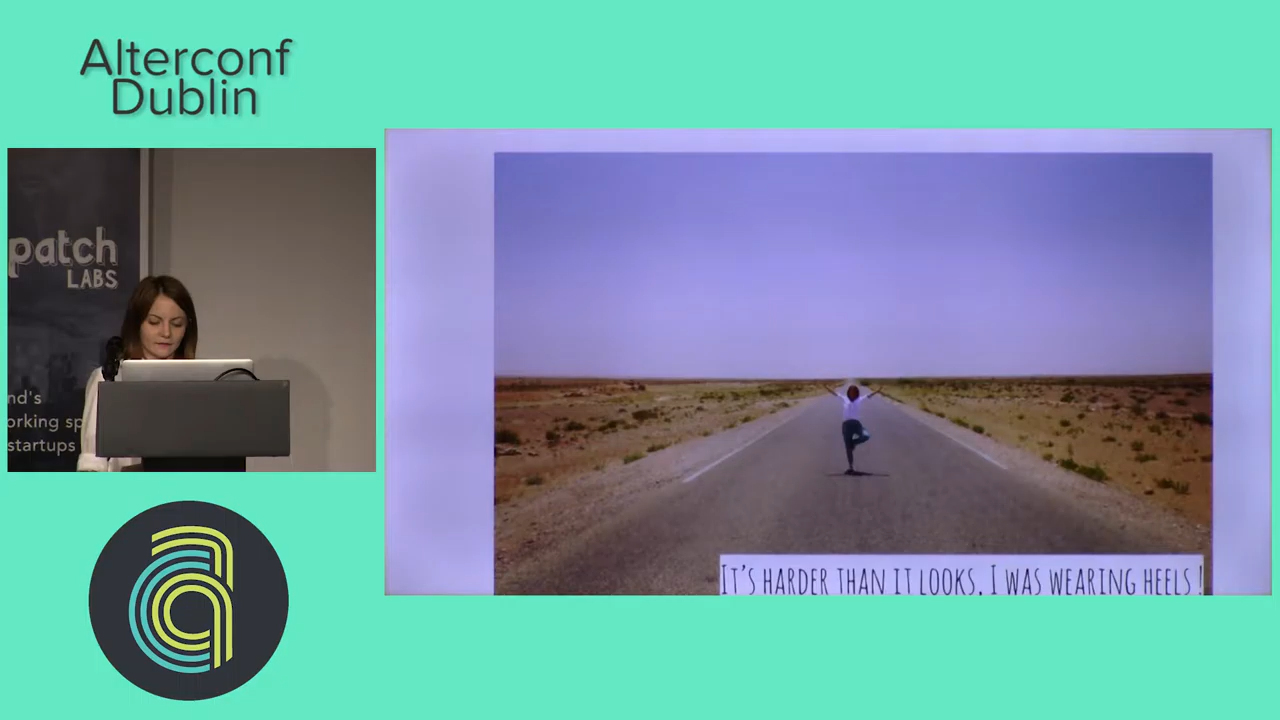 Alterconf
Dublin
patch
LABS
nd's
orking sp
startups
IT'S HARDER THAN IT LOOKS, I WAS WEARING HEELS!